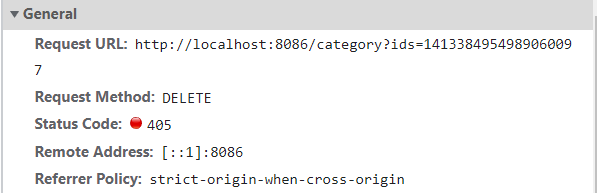 General
Request URL: http://localhost:8086/category?ids=141338495498906009
7
Request Method: DELETE
Status Code: 405
Remote Address: [::1]:8086
Referrer Policy: strict-origin-when-cross-origin